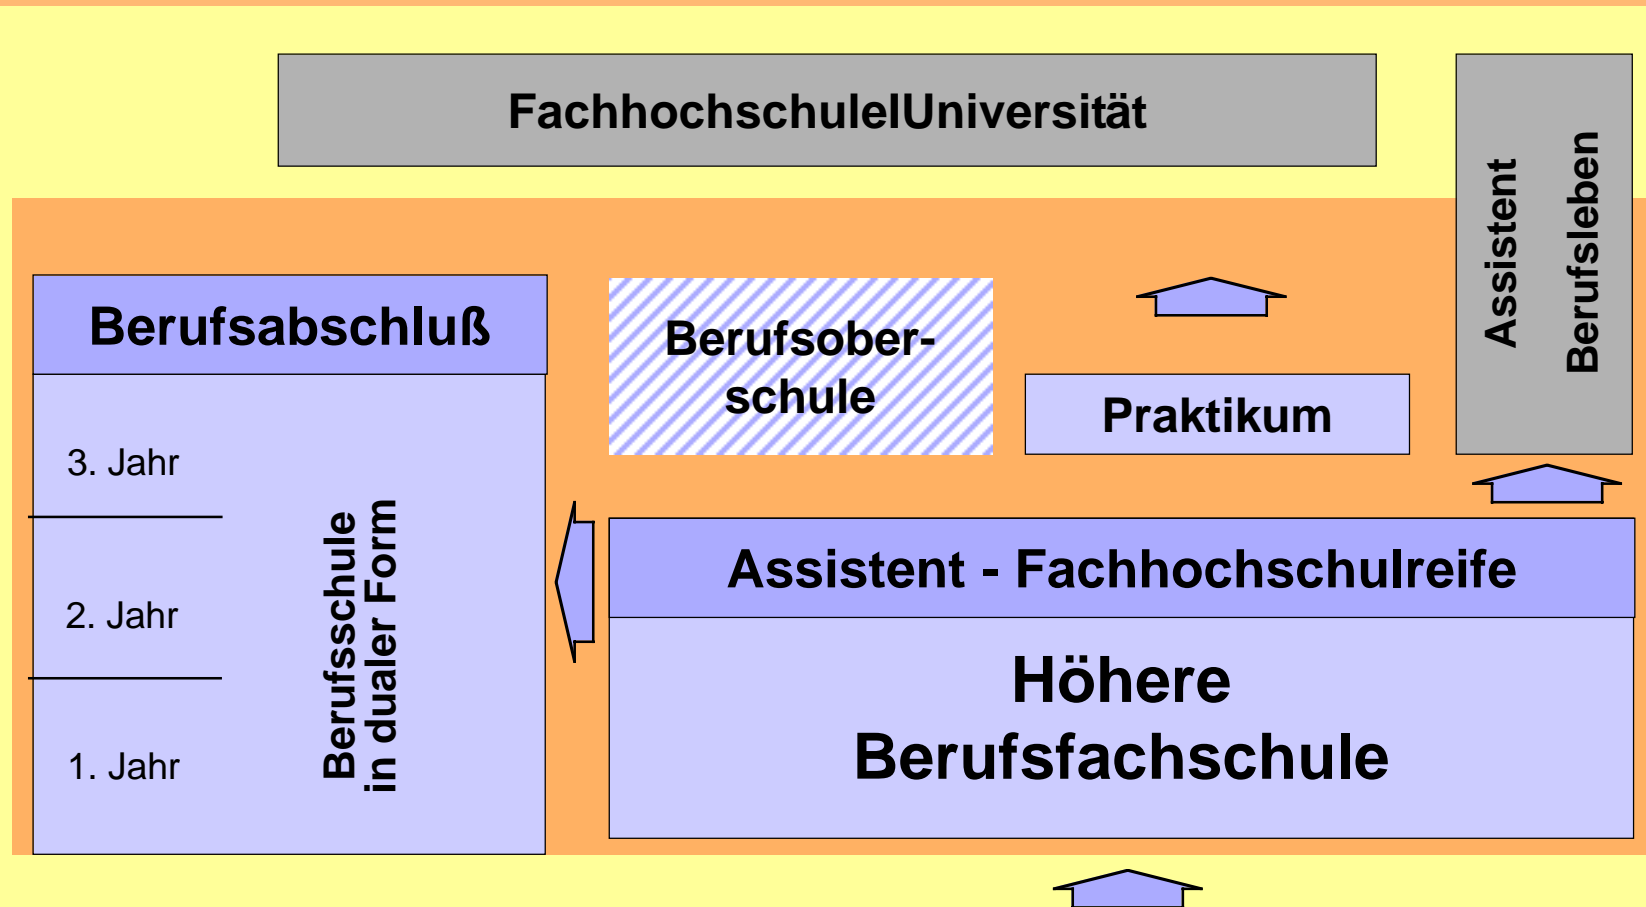 FachhochschulelUniversität
Assistent
Berufsleben
Berufsabschluß
3. Jahr
2. Jahr
1. Jahr
Berufsschule
in dualer Form
Berufsober-
schule
Praktikum
Assistent - Fachhochschulreife
Höhere
Berufsfachschule